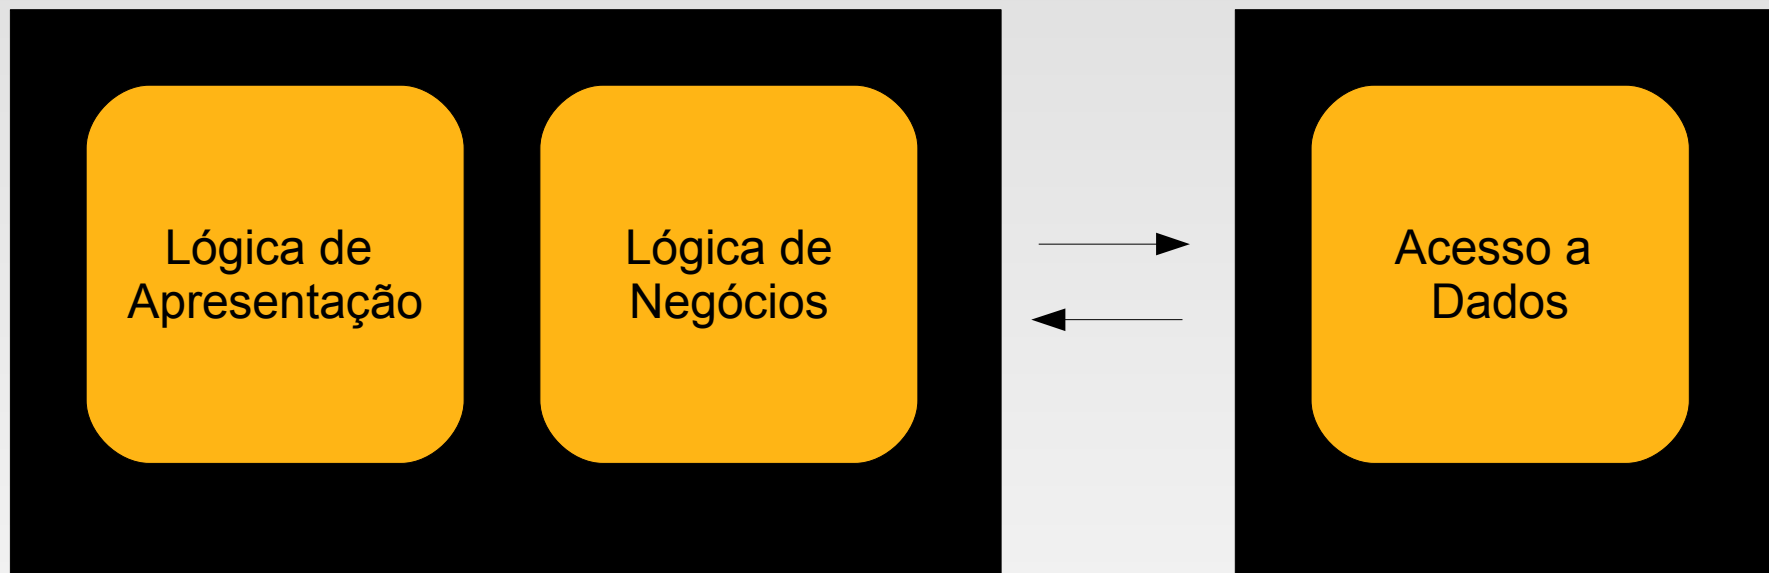 Lógica de
Apresentação
Lógica de
Negócios
Acesso a
Dados